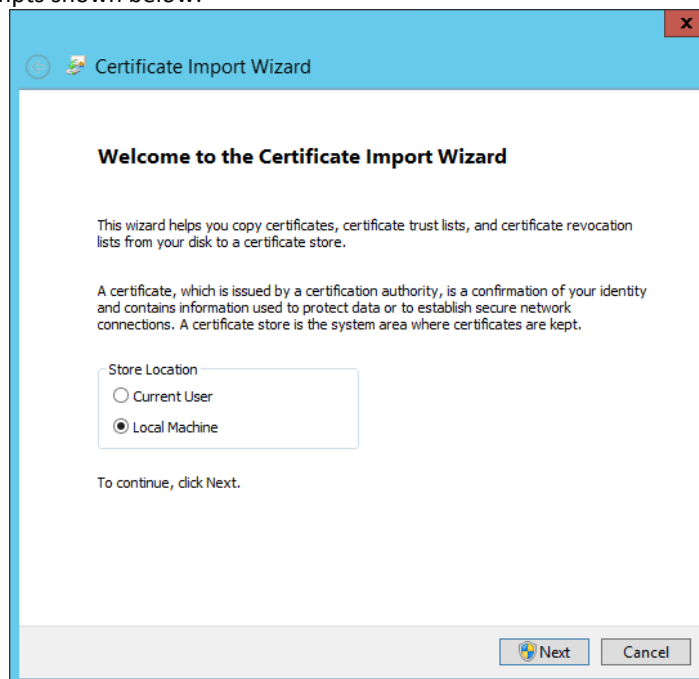 shown below.
x
Certificate Import Wizard
Welcome to the Certificate Import Wizard
This wizard helps you copy certificates, certificate trust lists, and certificate revocation
lists from your disk to a certificate store.
A certificate, which is issued by a certification authority, is a confirmation of your identity
and contains information used to protect data or to establish secure network
connections. A certificate store is the system area where certificates are kept.
Store Location
Current User
Local Machine
To continue, click Next.
Next
Cancel